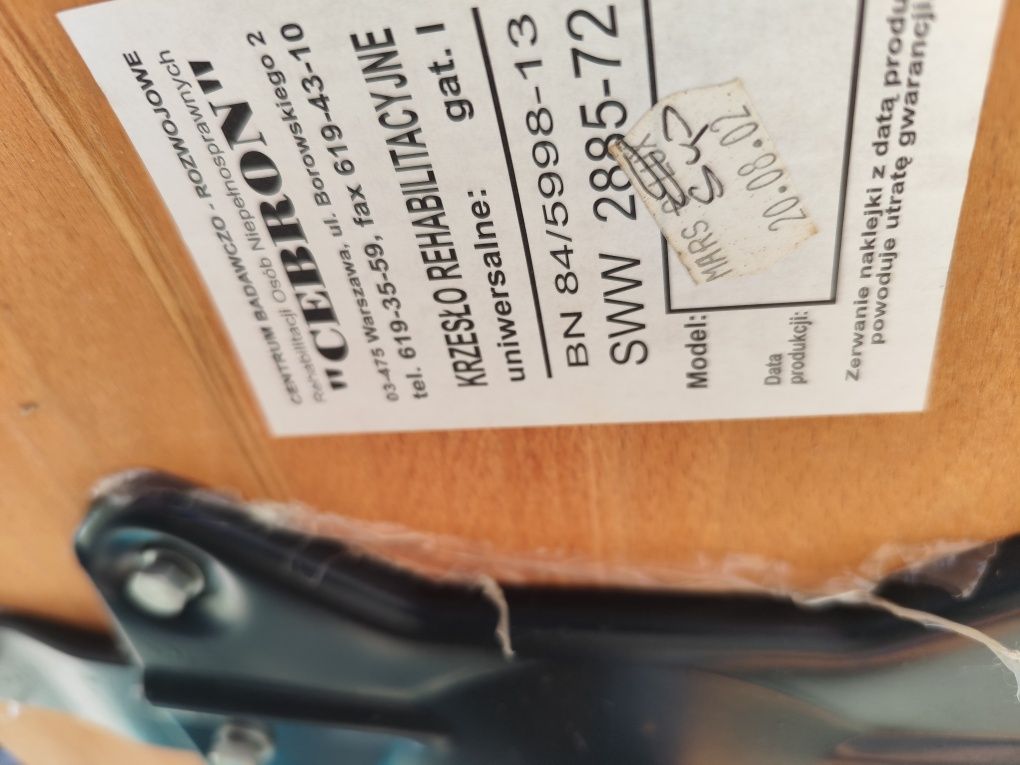 CENTRUM BADAWCZO - ROZWOJOWE
Rehabilitacji Osób Niepełnosprawnych
"CEBRON"
03-475 Warszawa, ul. Borowskiego 2
tel. 619-35-59, fax 619-43-10
KRZESŁO REHABILITACYJNE
uniwersalne: gat. I
BN 84/5998-13
SWW 2885-72
Model:
MARS
20.08.02
Data
produkcji:
Zerwanie naklejki z datą produ
powoduje utratę gwarancji